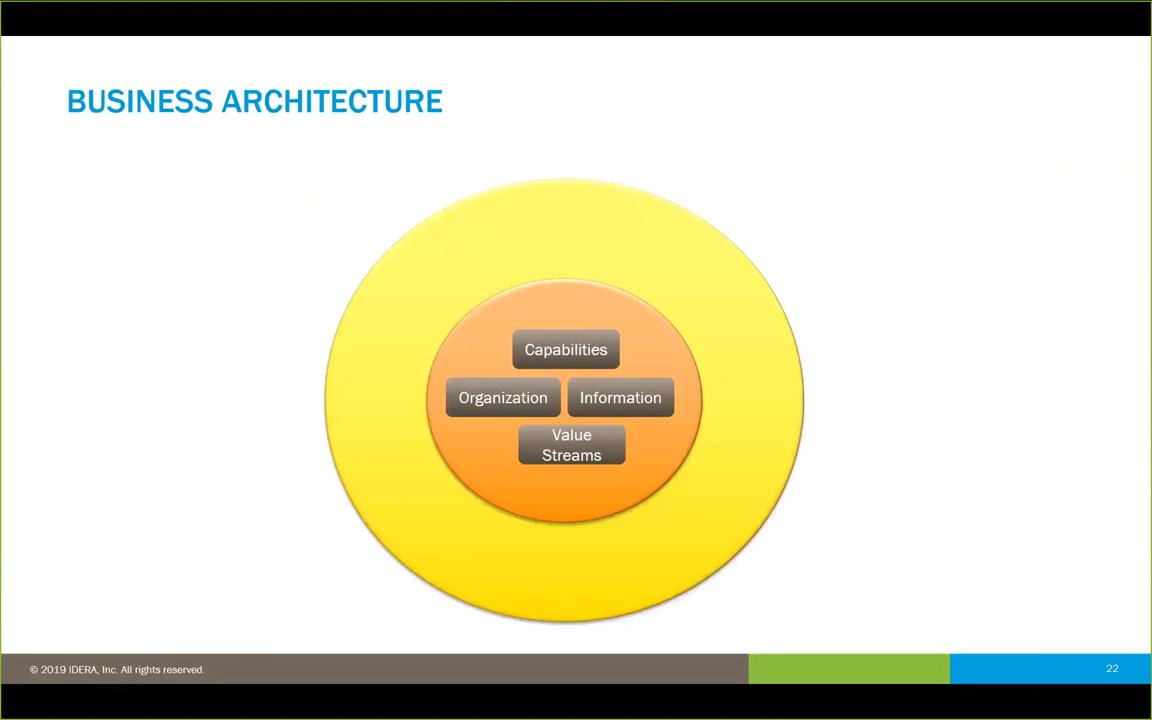 BUSINESS ARCHITECTURE
Capabilities
Organization
Information
Value
Streams
© 2019 IDERA, Inc. All rights reserved.
22